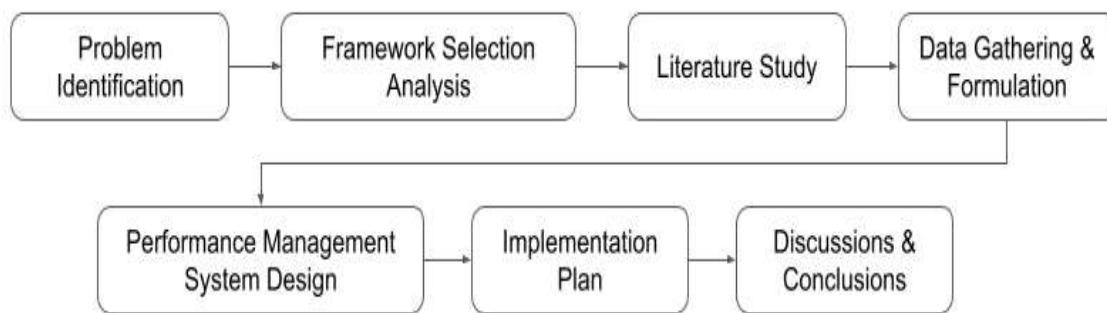 Problem
Identification
Framework Selection
Analysis
Literature Study
Data Gathering &
Formulation
Performance Management
System Design
Implementation
Plan
Discussions &
Conclusions